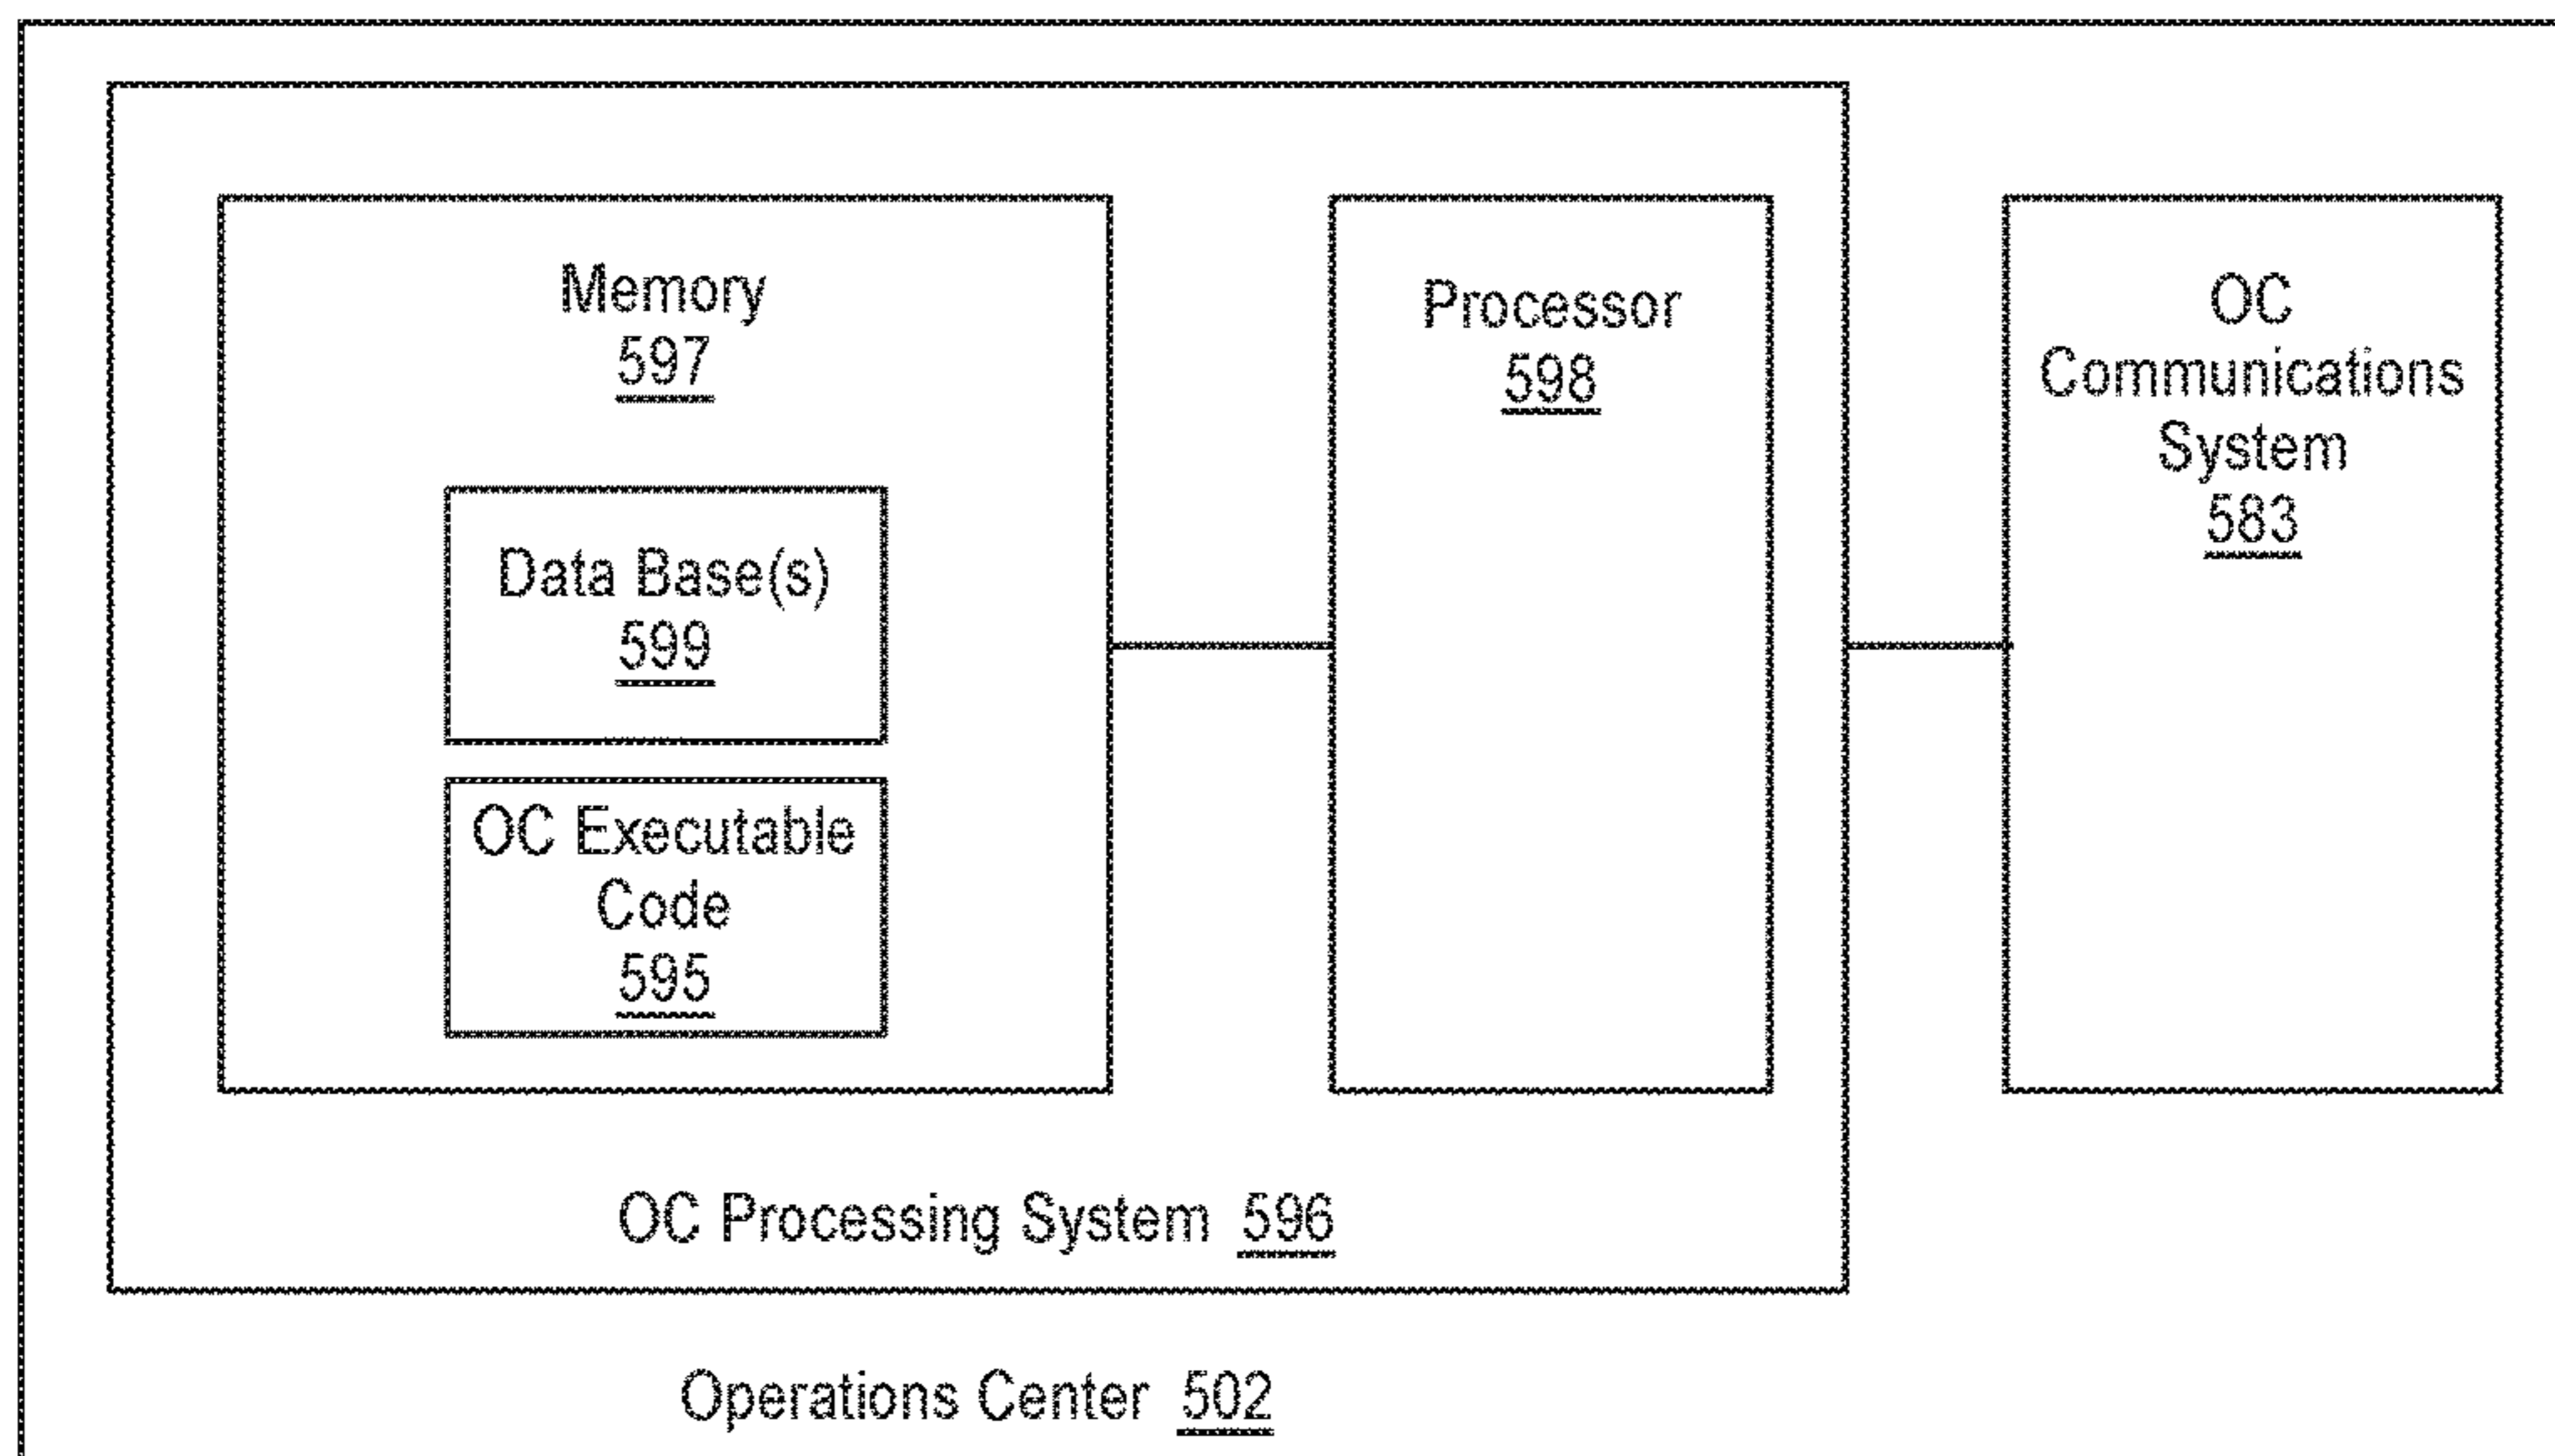 Memory
597
Data Base(s)
599
OC Executable
Code
595
Processor
598
OC
Communications
System
583
OC Processing System 596
Operations Center 502